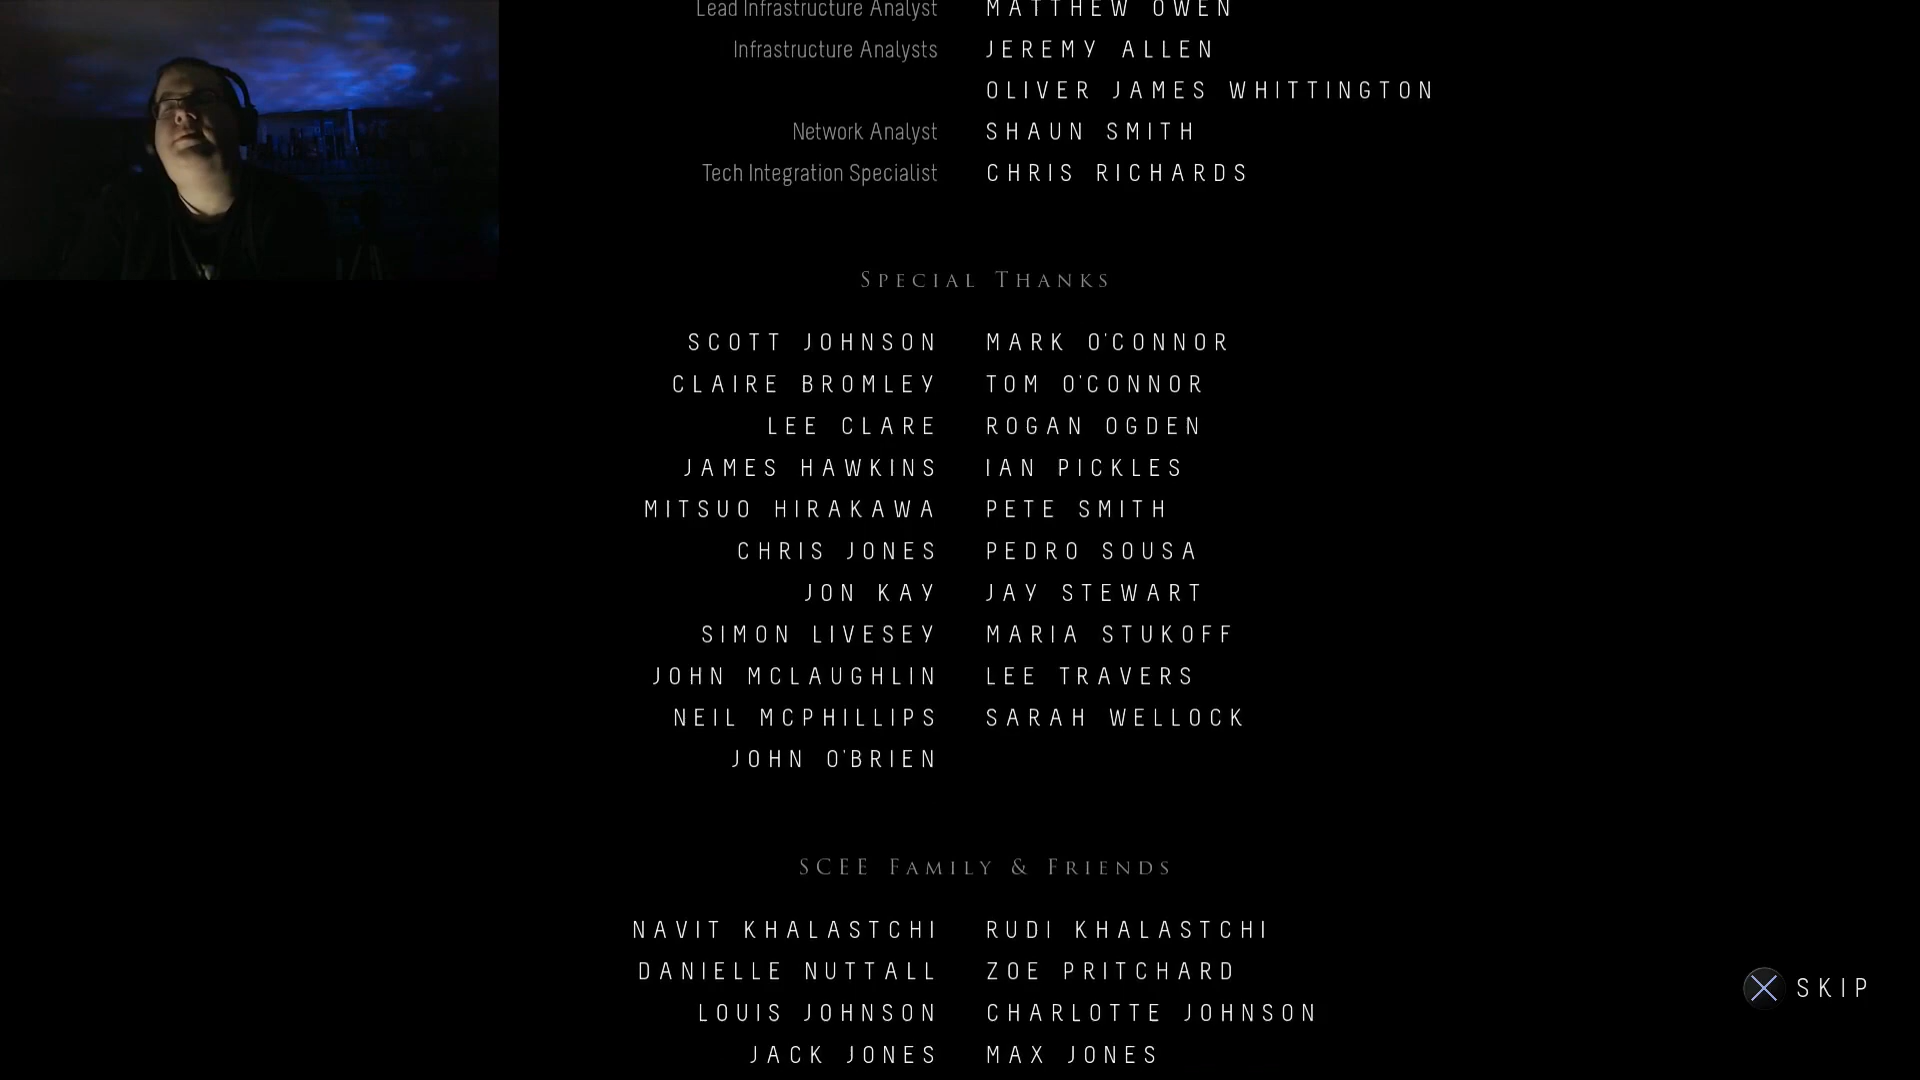 Lead Infrastructure Analyst MATTHEW OWEN
Infrastructure Analysts JEREMY ALLEN
OLIVER JAMES WHITTINGTON
Network Analyst SHAUN SMITH
Tech Integration Specialist CHRIS RICHARDS
SPECIAL THANKS
SCOTT JOHNSON MARK O'CONNOR
CLAIRE BROMLEY TOM O'CONNOR
LEE CLARE ROGAN OGDEN
JAMES HAWKINS IAN PICKLES
MITSUO HIRAKAWA PETE SMITH
CHRIS JONES PEDRO SOUSA
JON KAY JAY STEWART
SIMON LIVESEY MARIA STUKOFF
JOHN MCLAUGHLIN LEE TRAVERS
NEIL MCPHILLIPS SARAH WELLOCK
JOHN O'BRIEN
SCEE FAMILY & FRIENDS
NAVIT KHALASTCHI RUDI KHALASTCHI
DANIELLE NUTTALL ZOE PRITCHARD
SKIP
LOUIS JOHNSON CHARLOTTE JOHNSON
JACK JONES MAX JONES